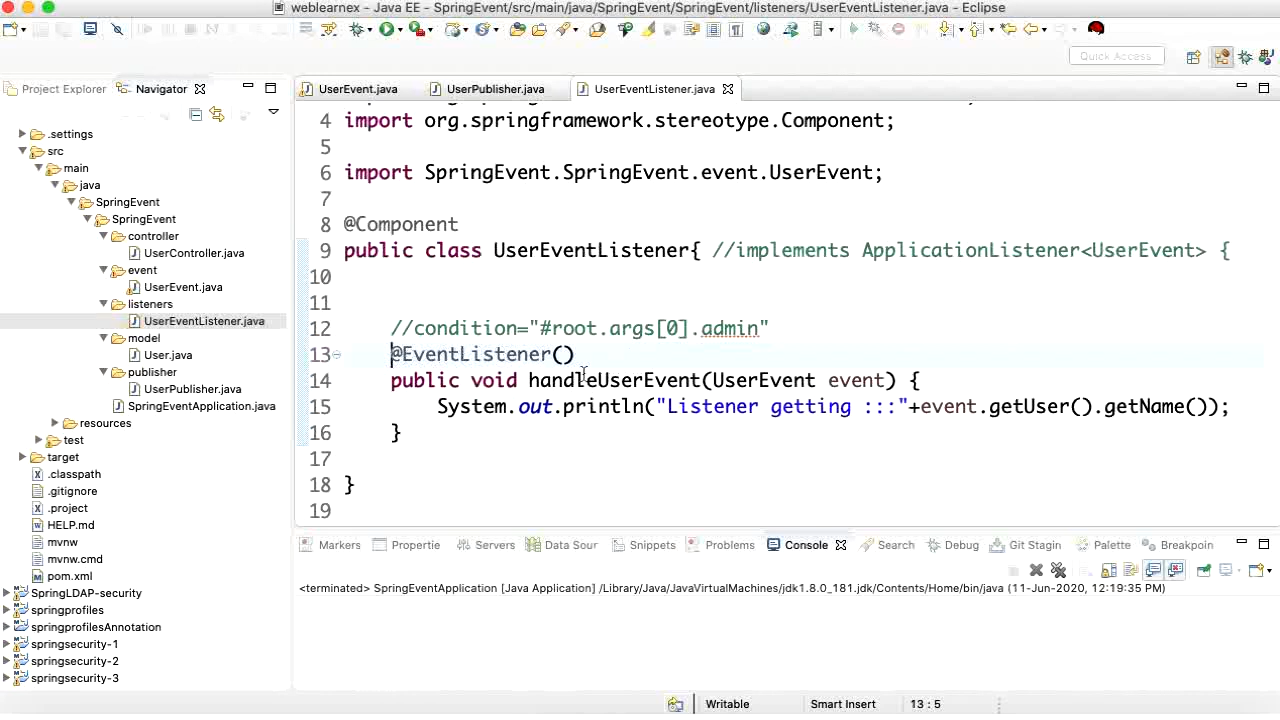 weblearnex - Java EE - SpringEvent/src/main/java/SpringEvent/SpringEvent/listeners/UserEventListener.java - Eclipse
Quick Access
Project Explorer
Navigator
UserEvent.java
UserPublisher.java
UserEventListener.java
.settings
src
main
java
SpringEvent
SpringEvent
controller
UserController.java
event
UserEvent.java
listeners
UserEventListener.java
model
User.java
publisher
UserPublisher.java
SpringEventApplication.java
resources
test
target
.classpath
.gitignore
.project
HELP.md
mvnw
mvnw.cmd
pom.xml
SpringLDAP-security
springprofiles
springprofilesAnnotation
springsecurity-1
springsecurity-2
springsecurity-3
4 import org.springframework.stereotype.Component;
5
6 import SpringEvent.SpringEvent.event.UserEvent;
7
8 @Component
9 public class UserEventListener{ //implements ApplicationListener<UserEvent> {
10
11
12 //condition="#root.args[0].admin"
13 @EventListener()
14 public void handleUserEvent(UserEvent event) {
15 System.out.println("Listener getting :::"+event.getUser().getName());
16 }
17
18 }
19
Markers
Propertie
Servers
Data Sour
Snippets
Problems
Console
Search
Debug
Git Stagin
Palette
Breakpoin
<terminated> SpringEventApplication [Java Application] /Library/Java/JavaVirtualMachines/jdk1.8.0_181.jdk/Contents/Home/bin/java (11-Jun-2020, 12:19:35 PM)
Writable
Smart Insert
13 : 5